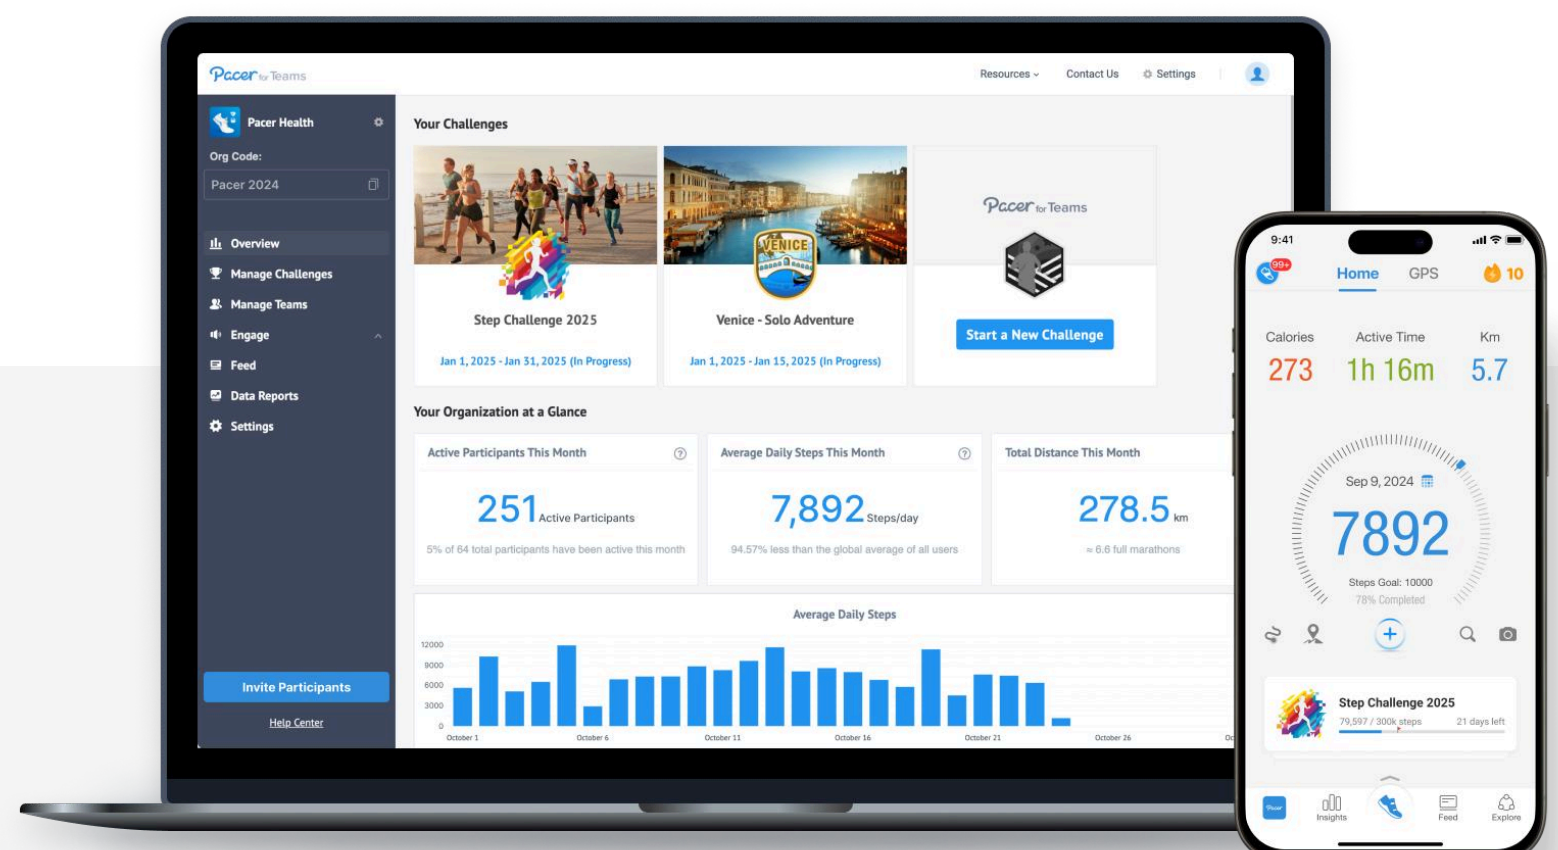 Pacer for Teams
Resources
Contact Us
Settings
Pacer Health
Org Code:
Pacer 2024
Overview
Manage Challenges
Manage Teams
Engage
Feed
Data Reports
Settings
Invite Participants
Help Center
Your Challenges
VENICE
Step Challenge 2025
Jan 1, 2025 - Jan 31, 2025 (In Progress)
Venice - Solo Adventure
Jan 1, 2025 - Jan 15, 2025 (In Progress)
Pacer for Teams
Start a New Challenge
Your Organization at a Glance
Active Participants This Month
251 Active Participants
5% of 64 total participants have been active this month
Average Daily Steps This Month
7,892 Steps/day
94.57% less than the global average of all users
Total Distance This Month
278.5 km
≈ 6.6 full marathons
Average Daily Steps
12000
9000
6000
3000
0
October 1 October 6 October 11 October 16 October 21 October 26
9:41
99+
Home GPS 10
Calories Active Time Km
273 1h 16m 5.7
Sep 9, 2024
7892
Steps Goal: 10000
78% Completed
Step Challenge 2025
79,597 / 300k steps 21 days left
Pacer
Insights
Feed
Explore